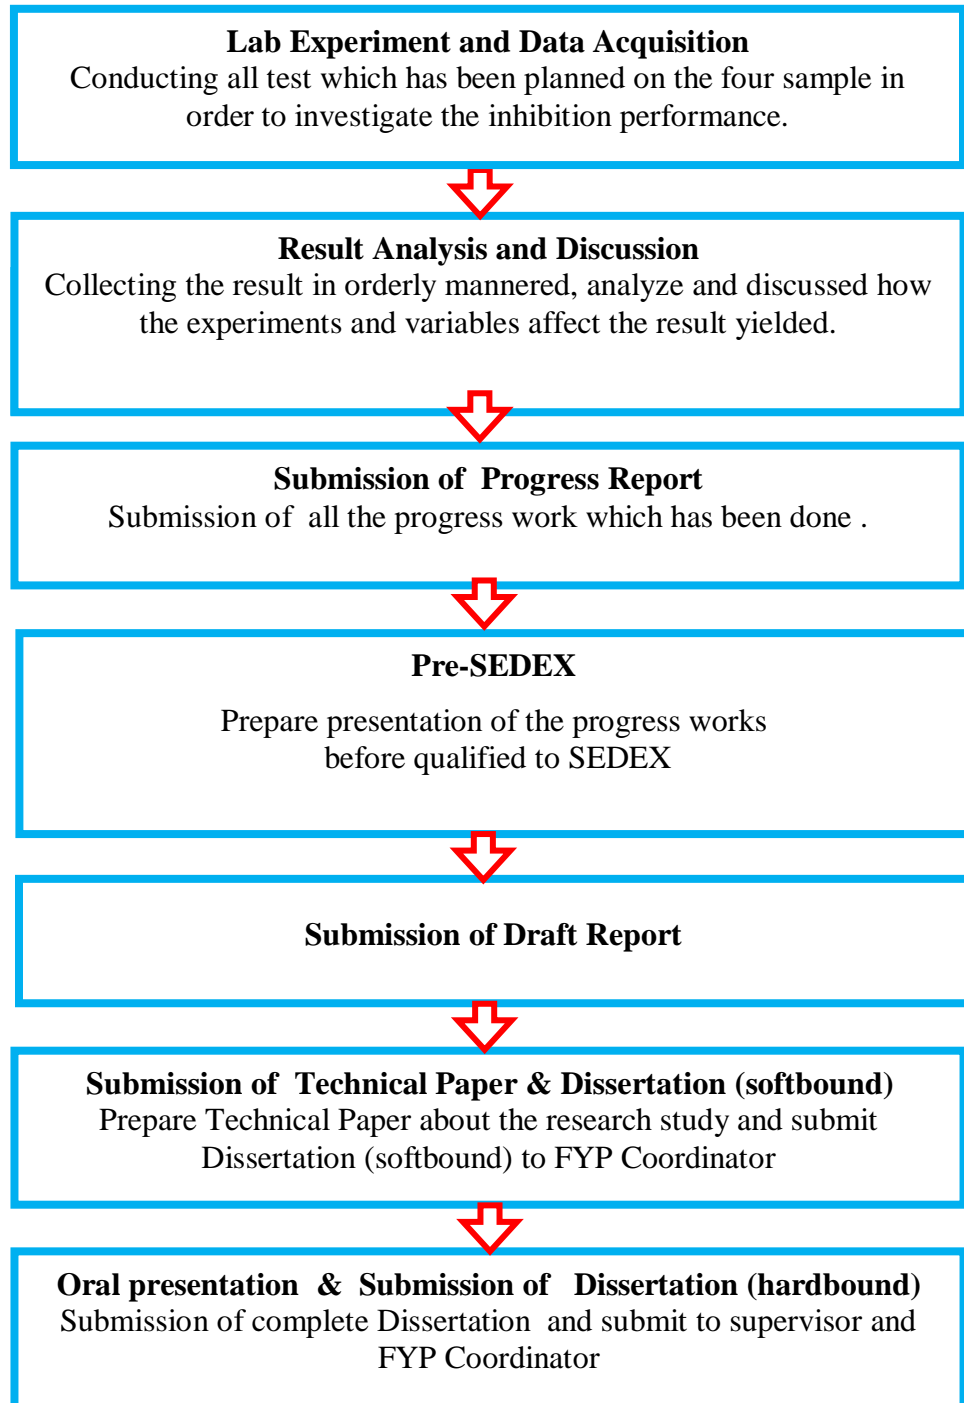 Lab Experiment and Data Acquisition
Conducting all test which has been planned on the four sample in
order to investigate the inhibition performance.
Result Analysis and Discussion
Collecting the result in orderly mannered, analyze and discussed how
the experiments and variables affect the result yielded.
Submission of  Progress Report
Submission of  all the progress work which has been done .
Pre-SEDEX
Prepare presentation of the progress works
before qualified to SEDEX
Submission of Draft Report
Submission of  Technical Paper & Dissertation (softbound)
Prepare Technical Paper about the research study and submit
Dissertation (softbound) to FYP Coordinator
Oral presentation  &  Submission of   Dissertation (hardbound)
Submission of complete Dissertation  and submit to supervisor and
FYP Coordinator